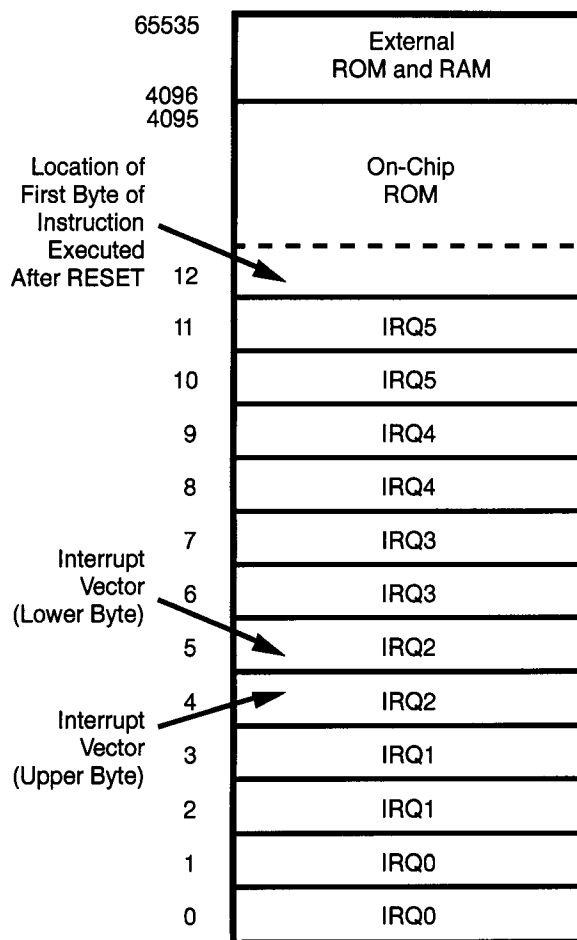 65535
External
ROM and RAM
4096
4095
Location of
First Byte of
Instruction
Executed
After RESET
On-Chip
ROM
12
11 IRQ5
10 IRQ5
9 IRQ4
8 IRQ4
7 IRQ3
Interrupt
Vector
(Lower Byte)
6 IRQ3
5 IRQ2
4 IRQ2
Interrupt
Vector
(Upper Byte)
3 IRQ1
2 IRQ1
1 IRQ0
0 IRQ0